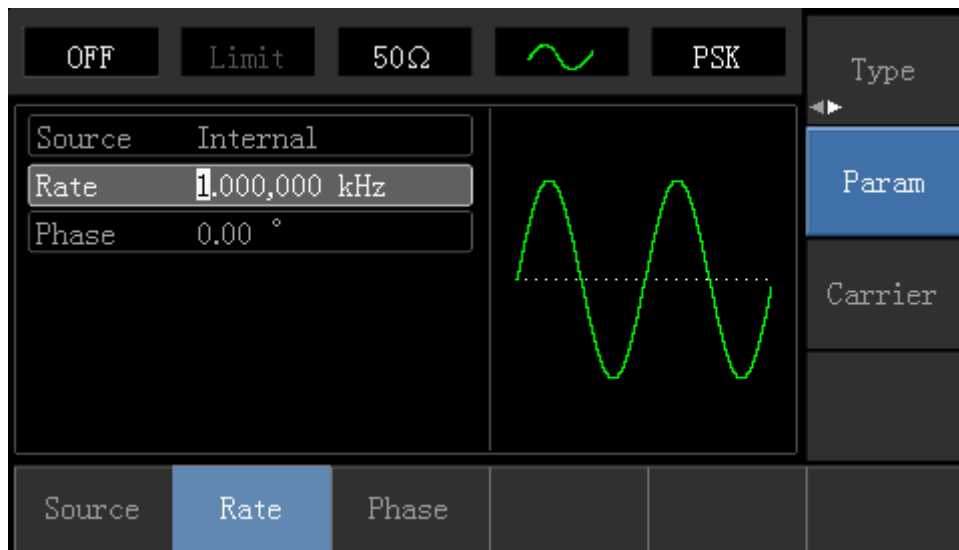 OFF Limit 50Ω PSK
Type
Source Internal
Rate 1.000,000 kHz
Phase 0.00 °
Param
Carrier
Source Rate Phase